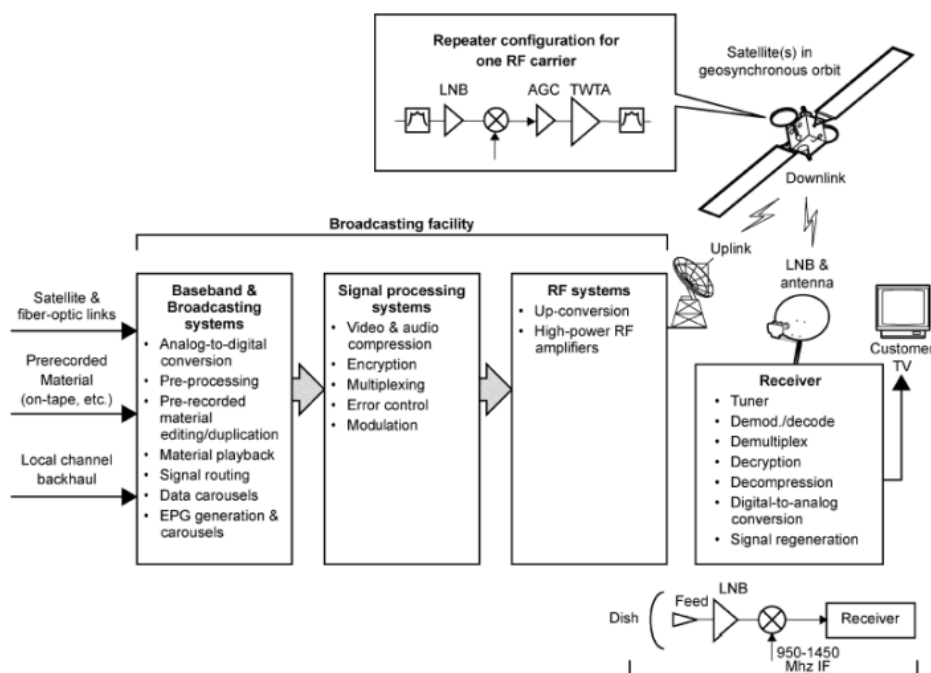 Repeater configuration for
one RF carrier
LNB
AGC
TWTA
Satellite(s) in
geosynchronous orbit
Downlink
Broadcasting facility
Uplink
LNB &
antenna
Customer
TV
Satellite &
fiber-optic links
Prerecorded
Material
(on-tape, etc.)
Local channel
backhaul
Baseband &
Broadcasting
systems
• Analog-to-digital
conversion
• Pre-processing
• Pre-recorded
material
editing/duplication
• Material playback
• Signal routing
• Data carousels
• EPG generation &
carousels
Signal processing
systems
• Video & audio
compression
• Encryption
• Multiplexing
• Error control
• Modulation
RF systems
• Up-conversion
• High-power RF
amplifiers
Receiver
• Tuner
• Demod./decode
• Demultiplex
• Decryption
• Decompression
• Digital-to-analog
conversion
• Signal regeneration
Dish
Feed
LNB
Receiver
950-1450
Mhz IF